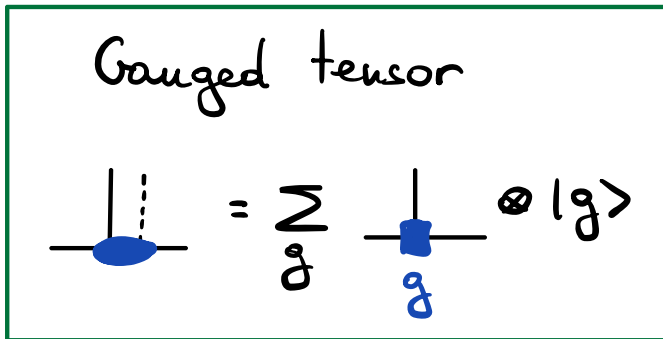 Gauged tensor
= Σ ⊗ |g>
g
g